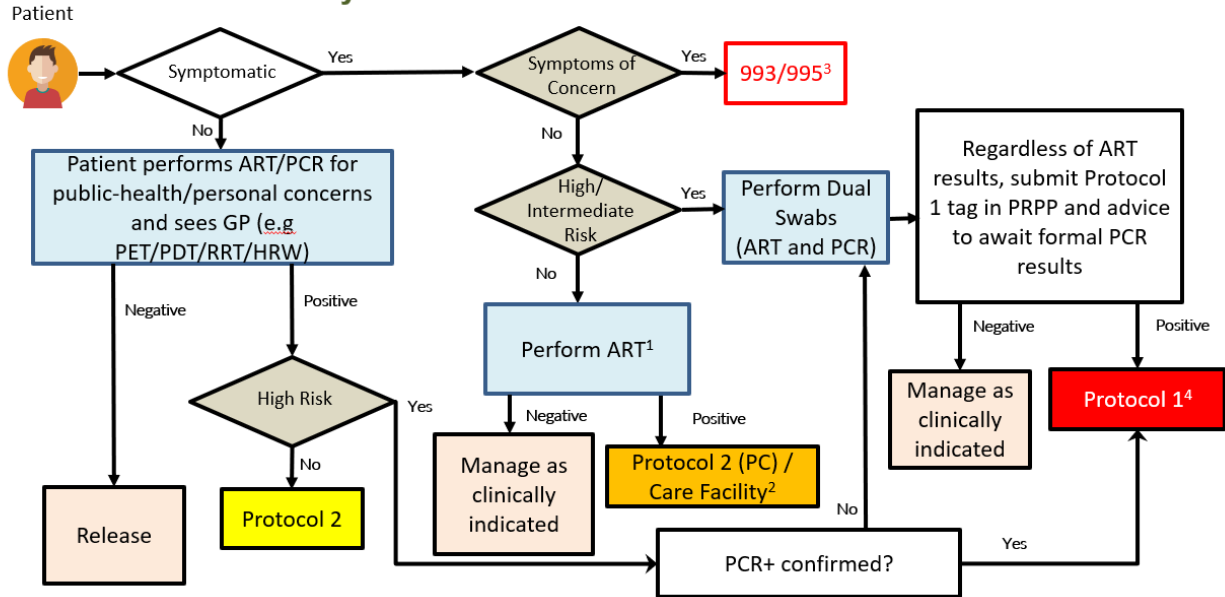 Patient
Symptomatic
Yes
Symptoms of
Concern
Yes
993/995³
No
No
Patient performs ART/PCR for
public-health/personal concerns
and sees GP (e.g
PET/PDT/RRT/HRW)
High/
Intermediate
Risk
Yes
Perform Dual
Swabs
(ART and PCR)
Regardless of ART
results, submit Protocol
1 tag in PRPP and advice
to await formal PCR
results
Negative
Positive
No
Perform ART¹
Negative
Positive
High Risk
Yes
Negative
Positive
Manage as
clinically
indicated
Protocol 1⁴
No
Manage as
clinically
indicated
Protocol 2 (PC) /
Care Facility²
Release
Protocol 2
No
PCR+ confirmed?
Yes